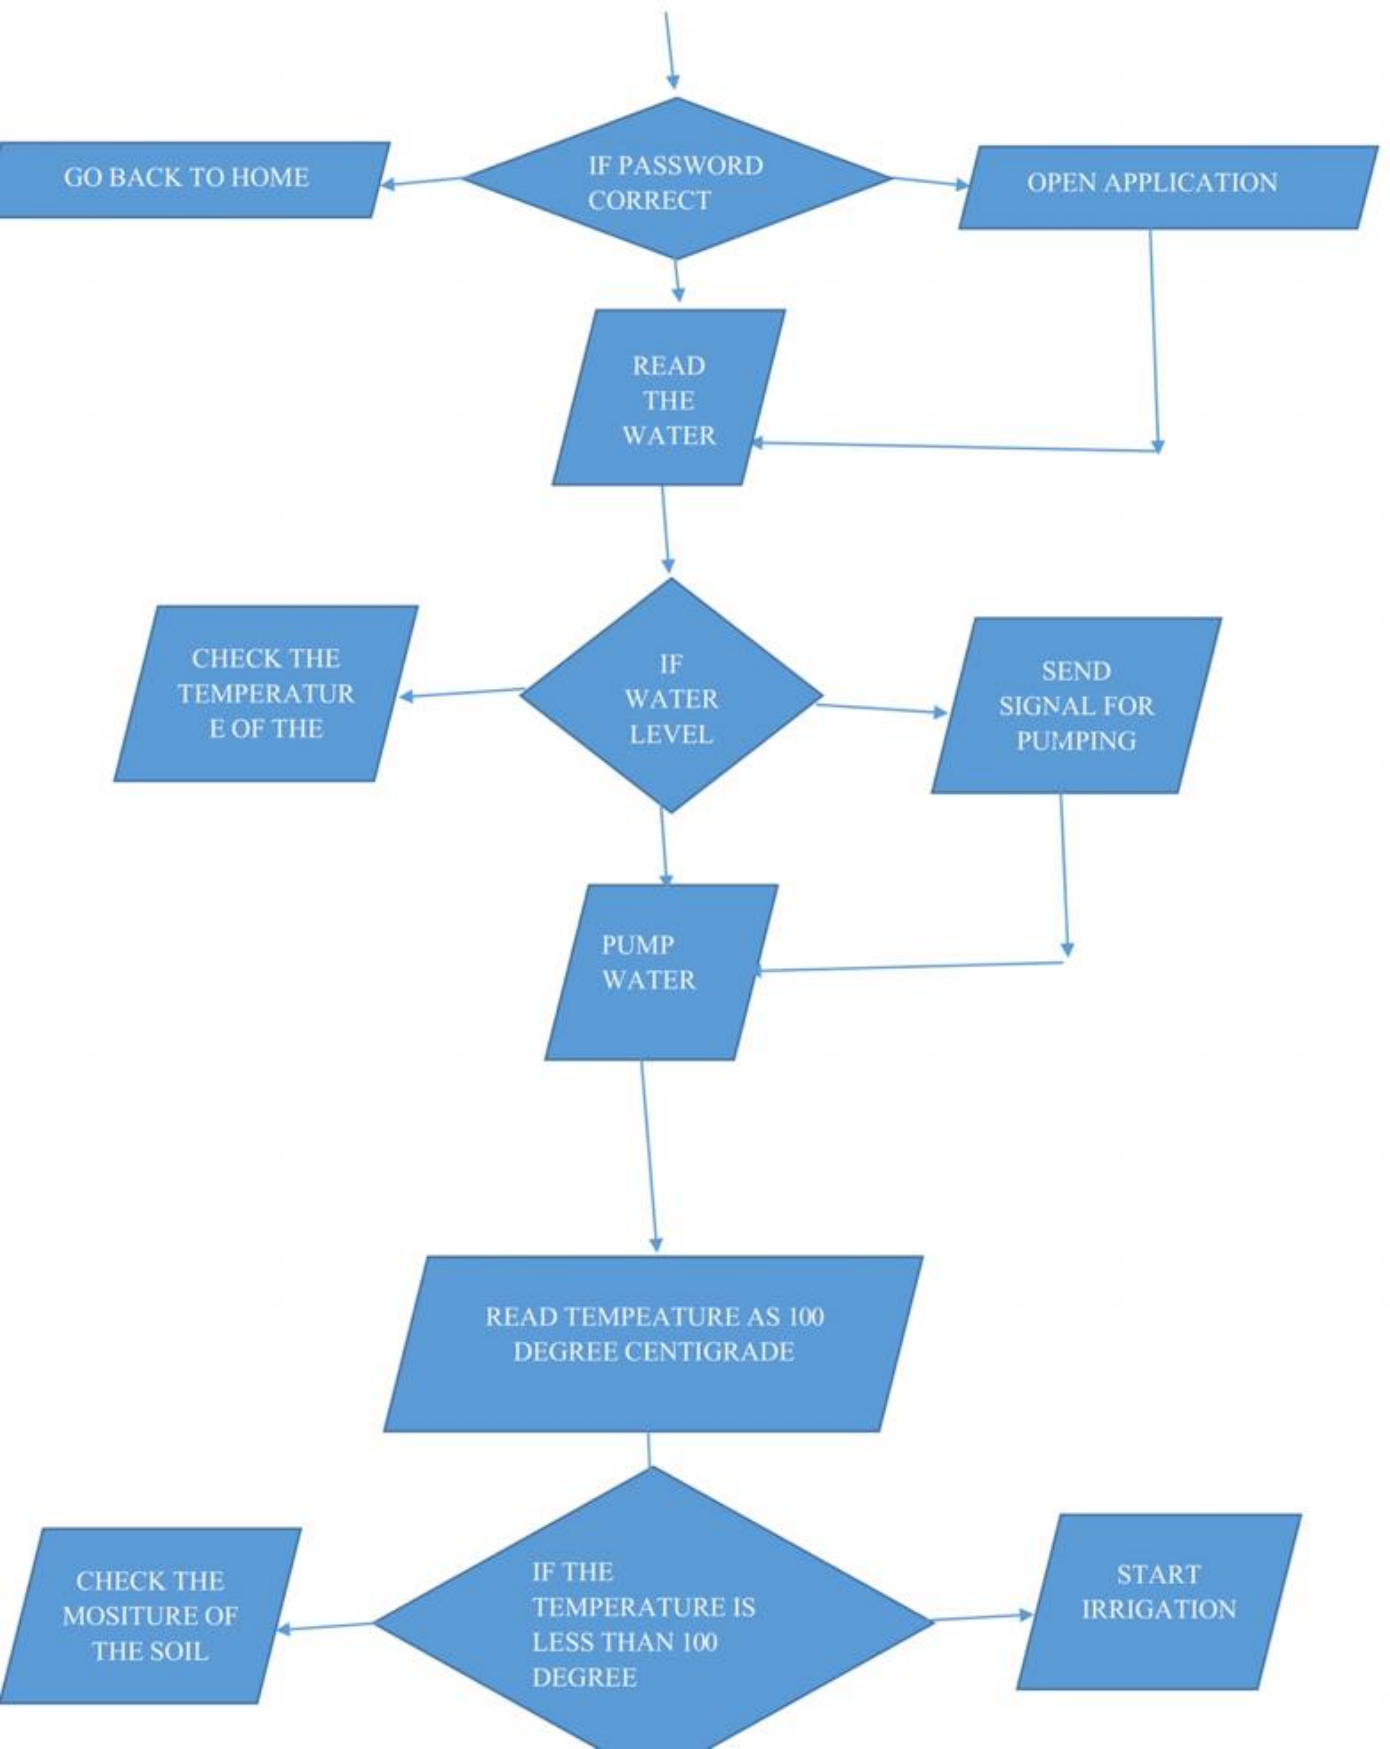 GO BACK TO HOME
IF PASSWORD
CORRECT
OPEN APPLICATION
READ
THE
WATER
CHECK THE
TEMPERATUR
E OF THE
IF
WATER
LEVEL
SEND
SIGNAL FOR
PUMPING
PUMP
WATER
READ TEMPEATURE AS 100
DEGREE CENTIGRADE
CHECK THE
MOSITURE OF
THE SOIL
IF THE
TEMPERATURE IS
LESS THAN 100
DEGREE
START
IRRIGATION